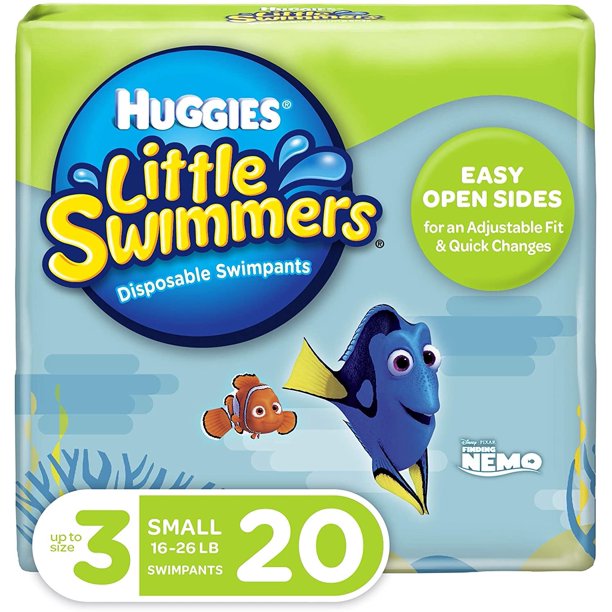 HUGGIES®
Little
Swimmers®
Disposable Swimpants
EASY
OPEN SIDES
for an Adjustable Fit
& Quick Changes
Disney · PIXAR
FINDING
NEMO
up to
size
3
SMALL
16-26 LB
SWIMPANTS
20